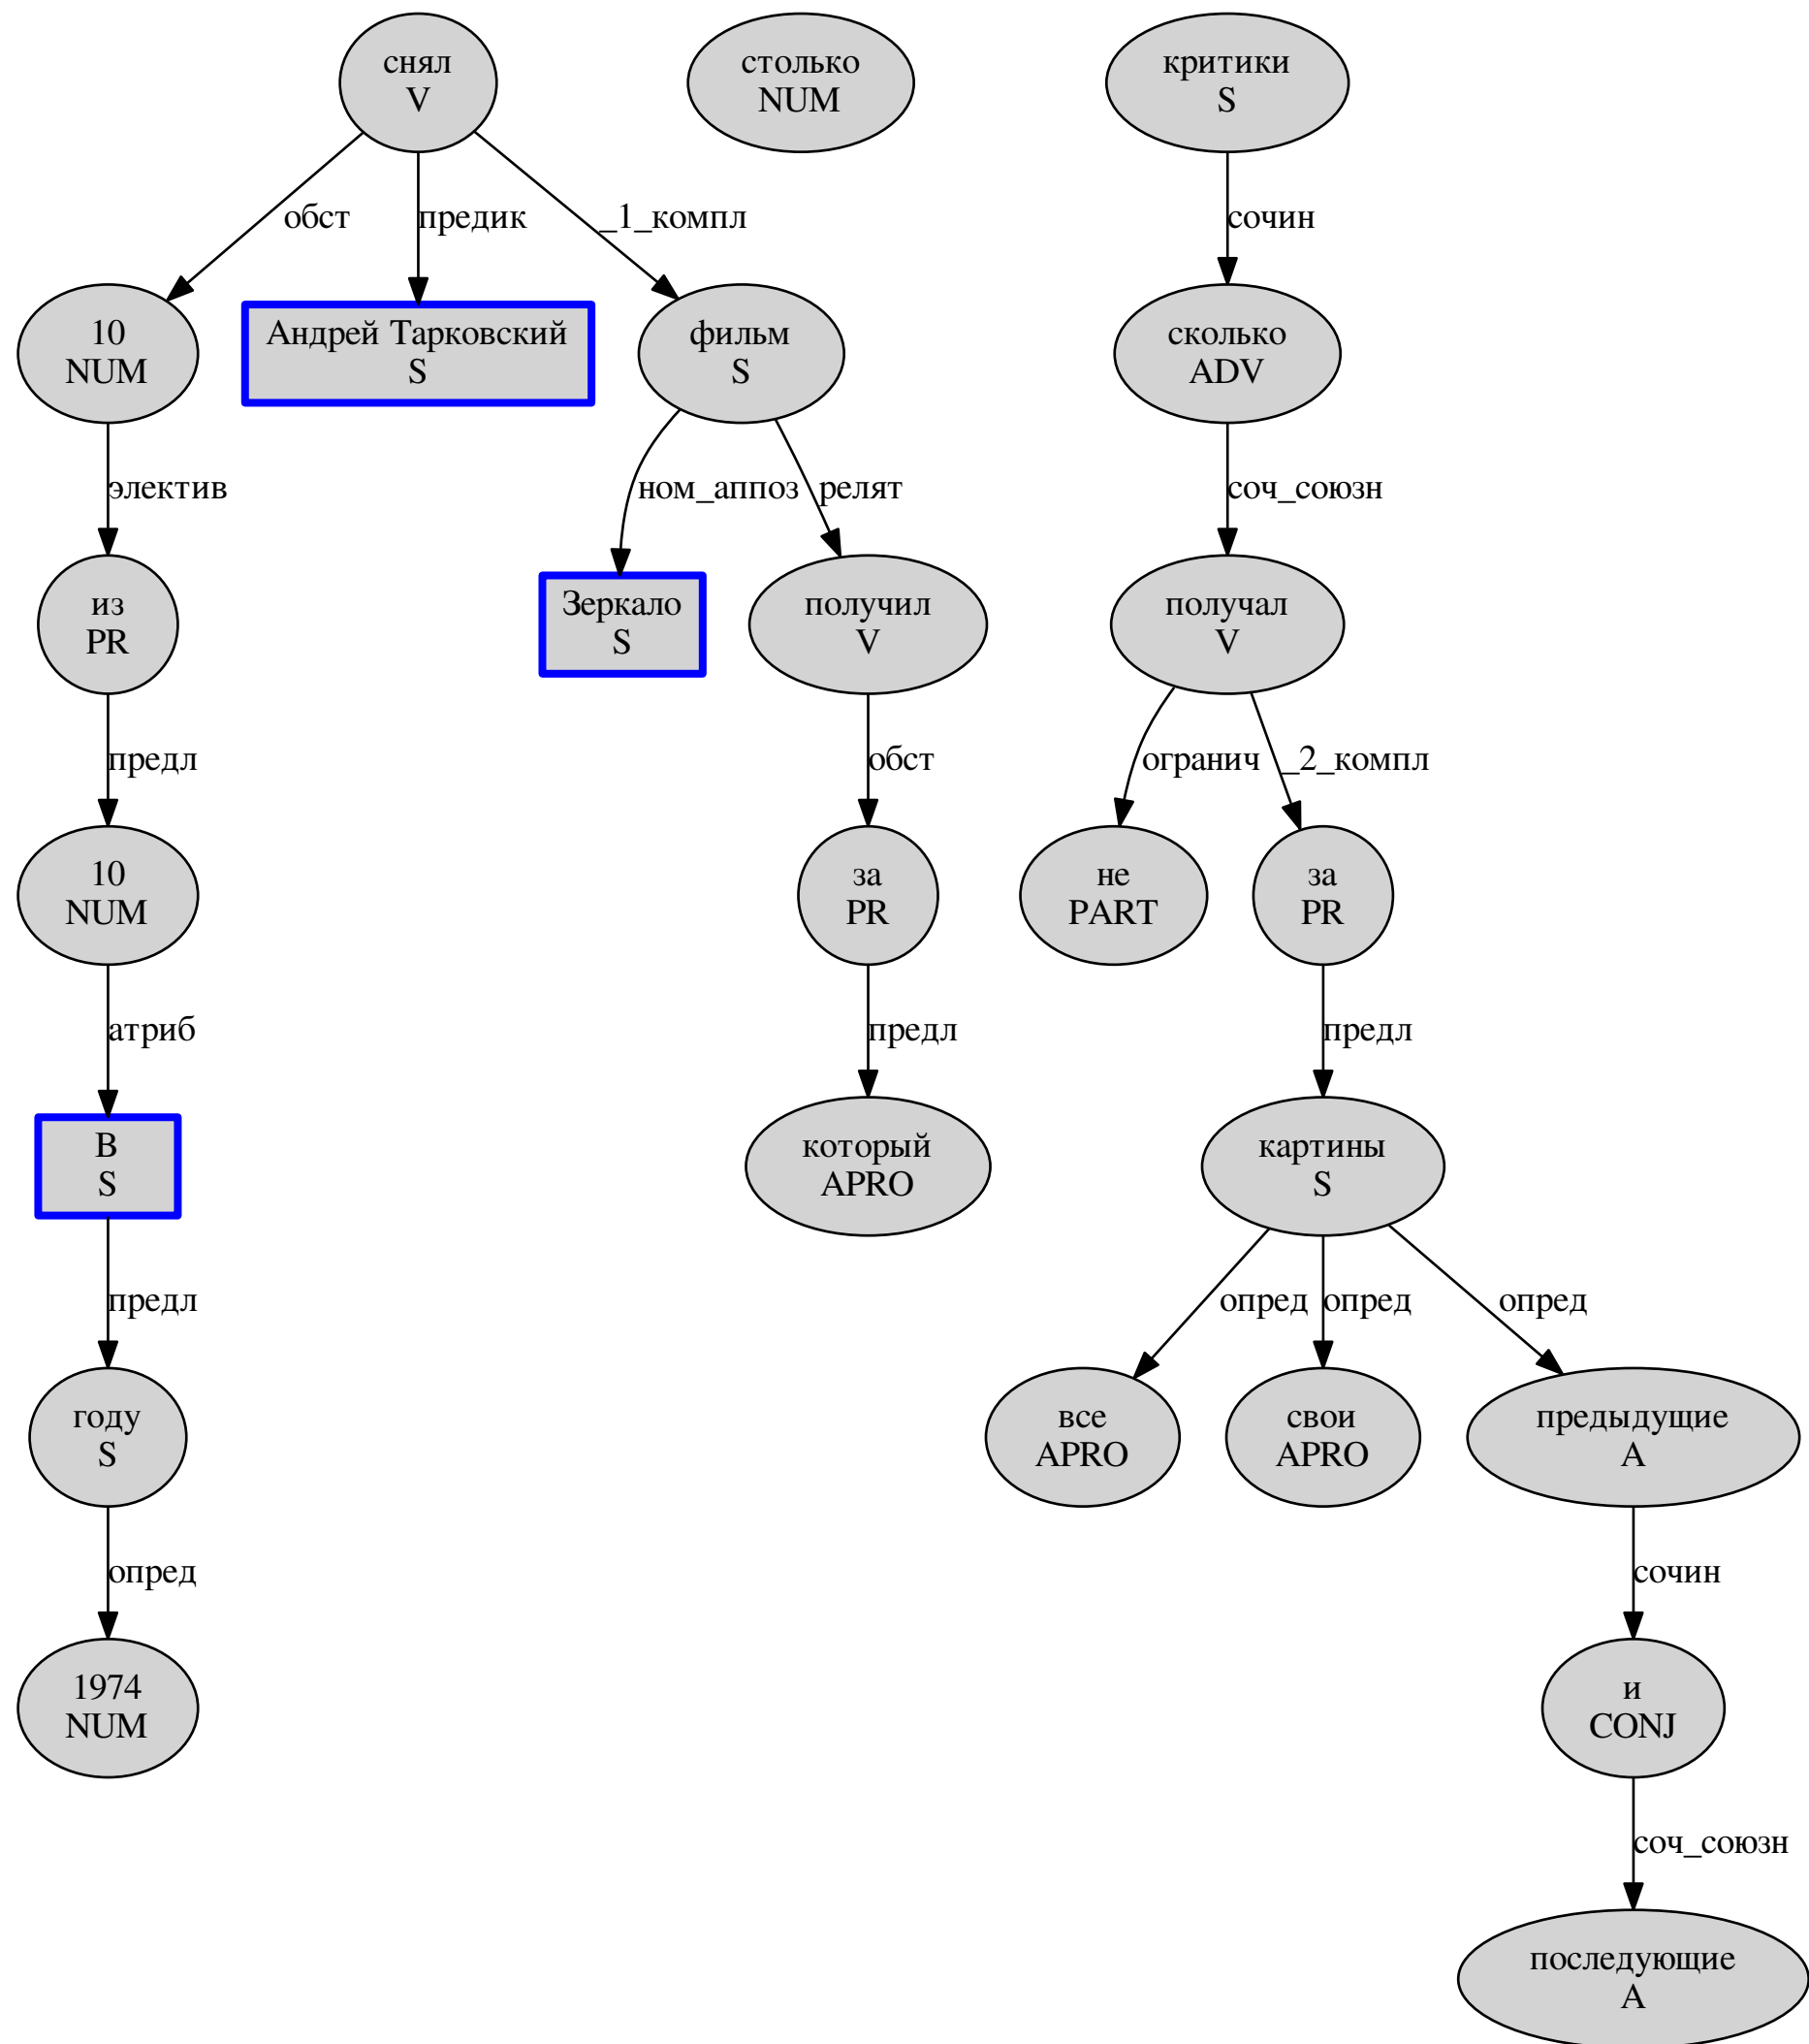 снял
V
столько
NUM
критики
S
обст
предик
_1_компл
сочин
10
NUM
Андрей Тарковский
S
фильм
S
сколько
ADV
электив
ном_аппоз
релят
соч_союзн
из
PR
Зеркало
S
получил
V
получал
V
предл
обст
огранич
_2_компл
10
NUM
за
PR
не
PART
за
PR
атриб
предл
предл
В
S
который
APRO
картины
S
предл
опред
опред
опред
году
S
все
APRO
свои
APRO
предыдущие
A
опред
сочин
1974
NUM
и
CONJ
соч_союзн
последующие
A